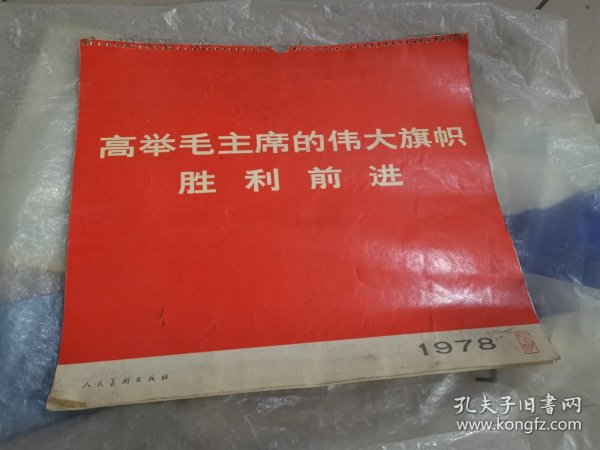 高举毛主席的伟大旗帜
胜利前进
1978
人民美术出版社
孔夫子旧书网
www.kongfz.com